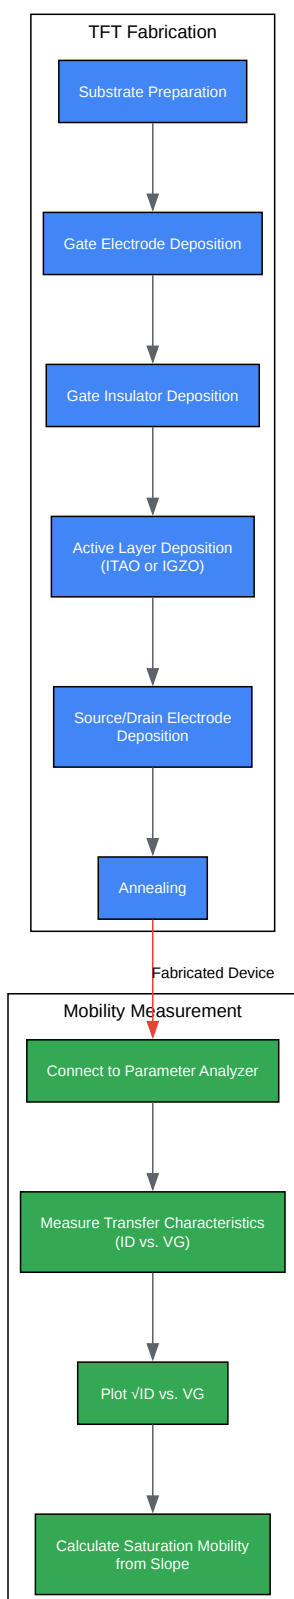 TFT Fabrication
Substrate Preparation
Gate Electrode Deposition
Gate Insulator Deposition
Active Layer Deposition
(ITAO or IGZO)
Source/Drain Electrode
Deposition
Annealing
Fabricated Device
Mobility Measurement
Connect to Parameter Analyzer
Measure Transfer Characteristics
(ID vs. VG)
Plot √ID vs. VG
Calculate Saturation Mobility
from Slope